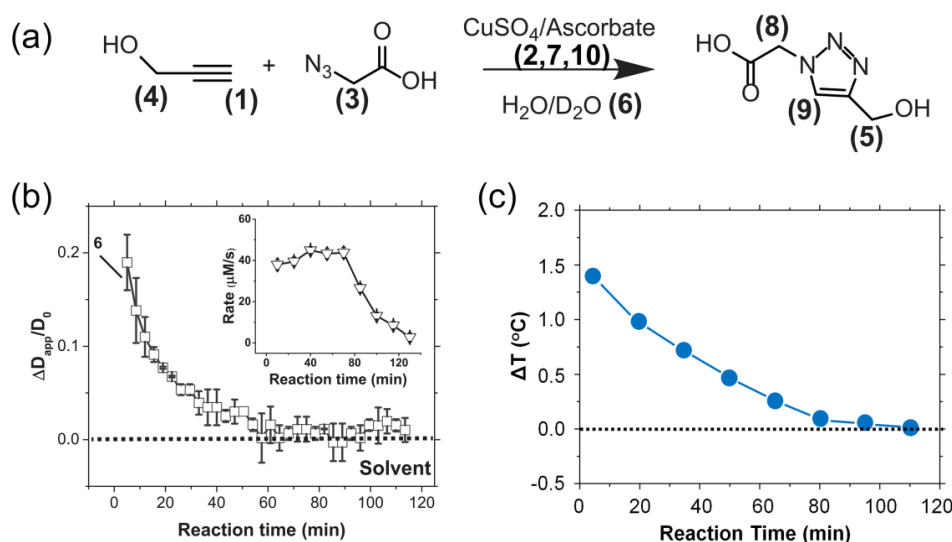 (a)
HO
(4)
(1)
+
N3
(3)
O
OH
CuSO4/Ascorbate
(2,7,10)
H2O/D2O (6)
(8)
HO
O
N
N
N
(9)
OH
(5)
(b)
ΔDapp/D0
0.2
0.1
0.0
6
Rate (μM/s)
60
40
20
0
0 40 80 120
Reaction time (min)
Solvent
0 20 40 60 80 100 120
Reaction time (min)
(c)
ΔT (°C)
2.0
1.5
1.0
0.5
0.0
-0.5
0 20 40 60 80 100 120
Reaction Time (min)